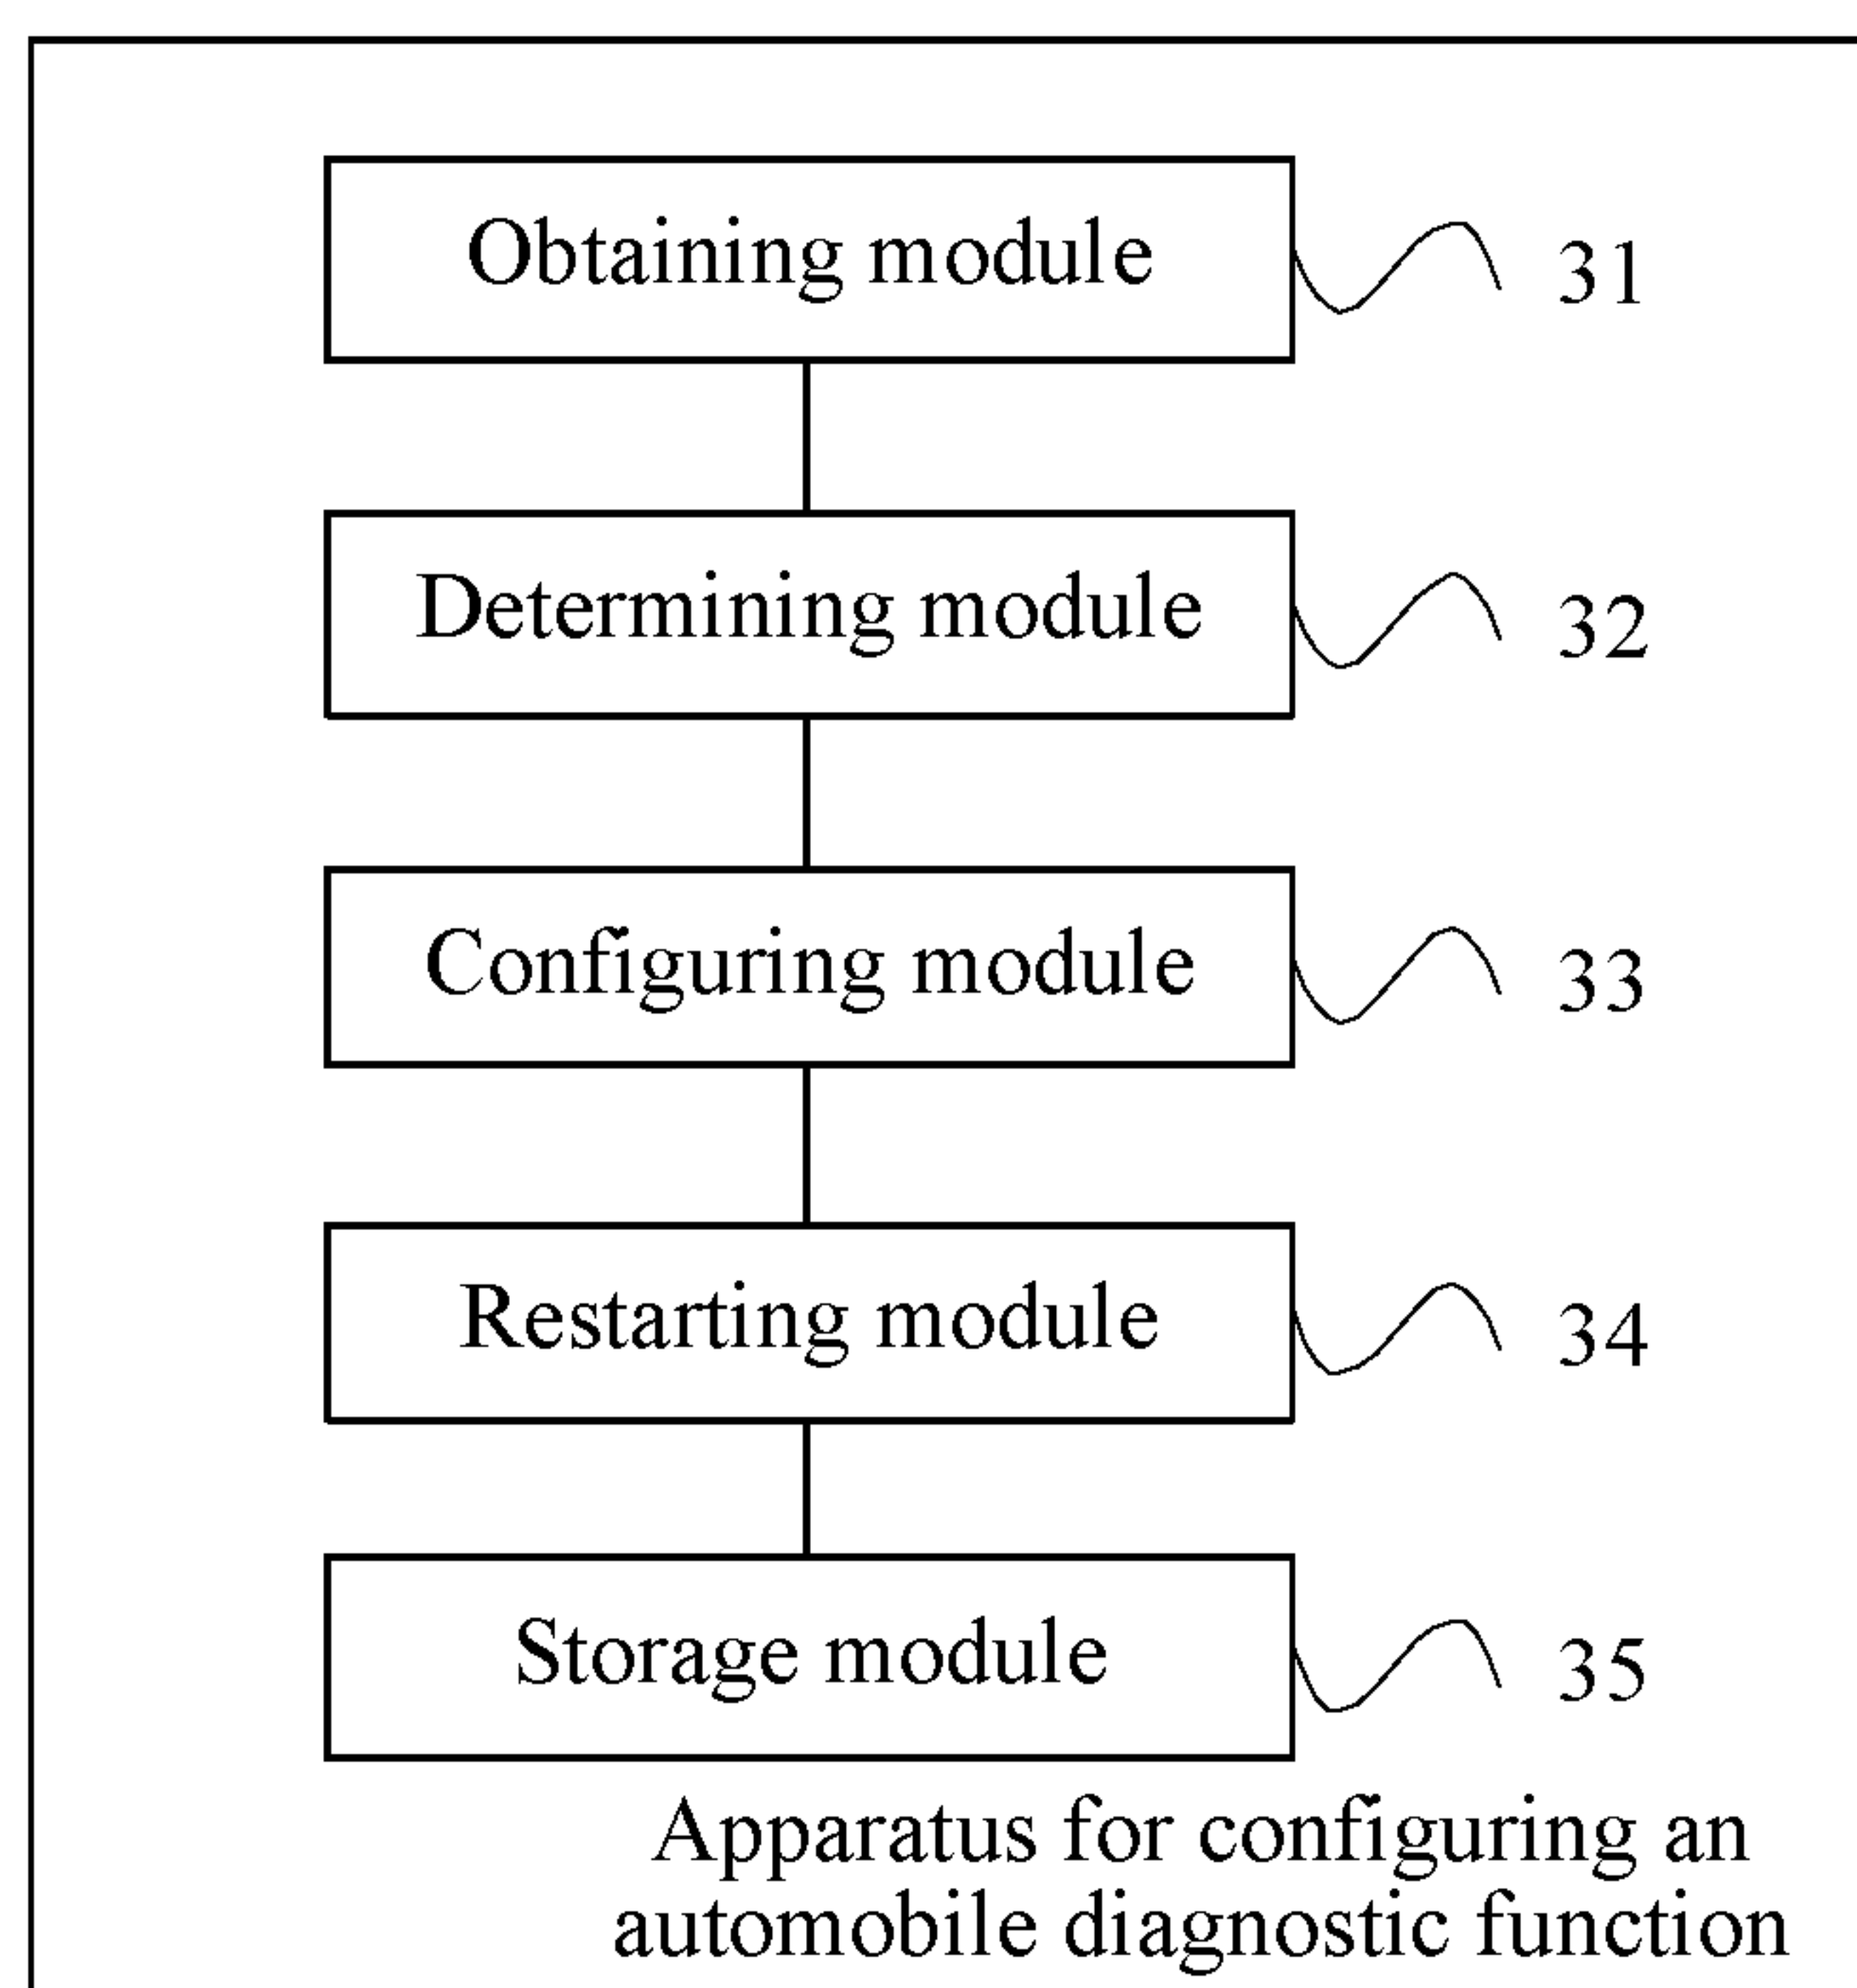 Obtaining module
31
Determining module
32
Configuring module
33
Restarting module
34
Storage module
35
Apparatus for configuring an
automobile diagnostic function